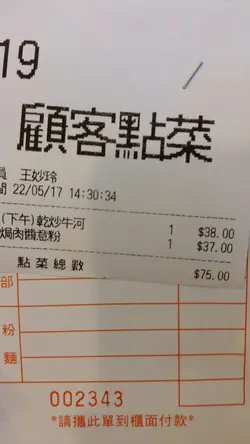 19
顧客點菜
員 王妙玲
間 22/05/17 14:30:34
(下午)乾炒牛河 1 $38.00
焗肉醬意粉 1 $37.00
點菜總數 $75.00
部
粉
麵
002343
*請攜此單到櫃面付款*